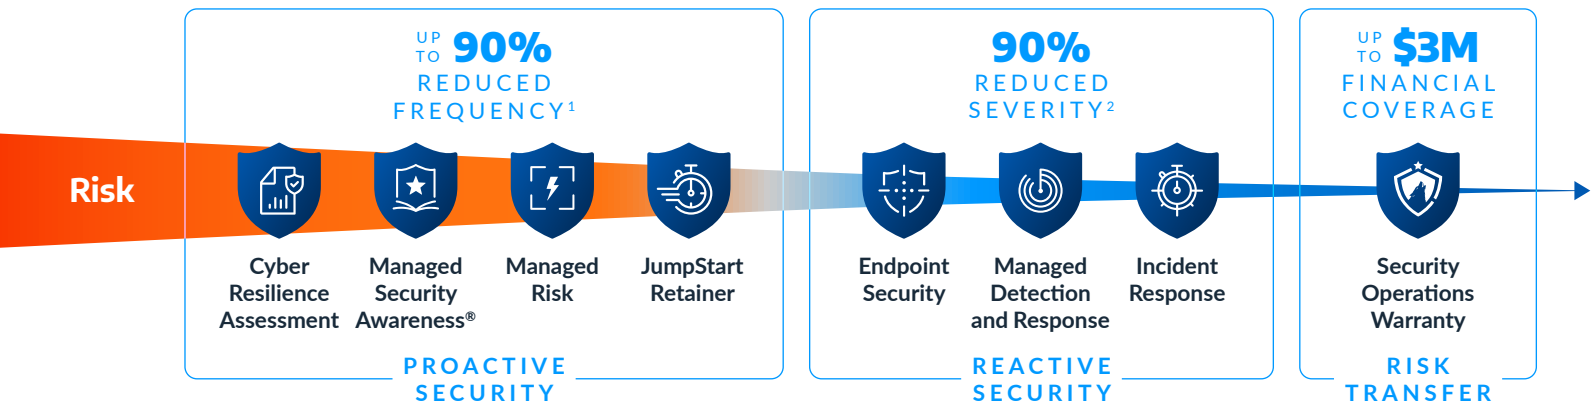 UP TO 90%
REDUCED
FREQUENCY¹
90%
REDUCED
SEVERITY²
UP TO $3M
FINANCIAL
COVERAGE
Risk
Cyber
Resilience
Assessment
Managed
Security
Awareness®
Managed
Risk
JumpStart
Retainer
Endpoint
Security
Managed
Detection
and Response
Incident
Response
Security
Operations
Warranty
PROACTIVE
SECURITY
REACTIVE
SECURITY
RISK
TRANSFER